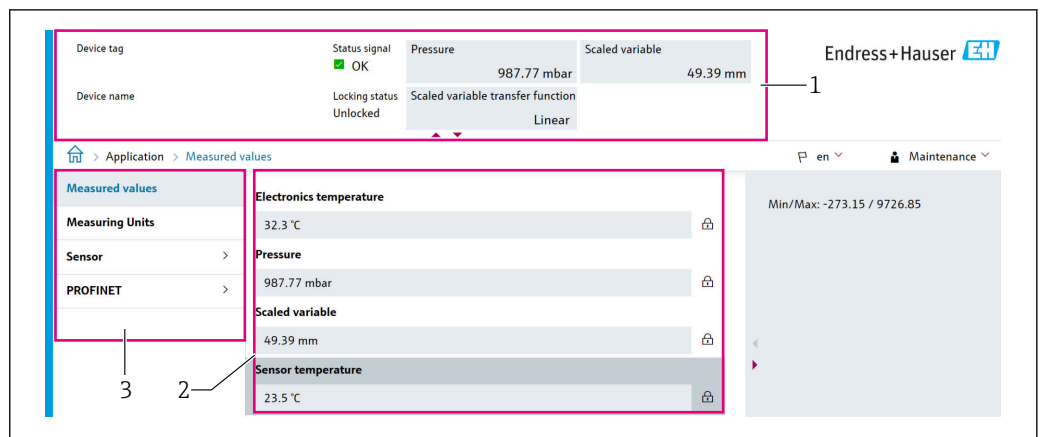 Device tag
Status signal
OK
Pressure
987.77 mbar
Scaled variable
49.39 mm
Endress+Hauser EH
1
Device name
Locking status
Unlocked
Scaled variable transfer function
Linear
> Application > Measured values
en
Maintenance
Measured values
Measuring Units
Sensor >
PROFINET >
3
2
Electronics temperature
32.3 °C
Pressure
987.77 mbar
Scaled variable
49.39 mm
Sensor temperature
23.5 °C
Min/Max: -273.15 / 9726.85